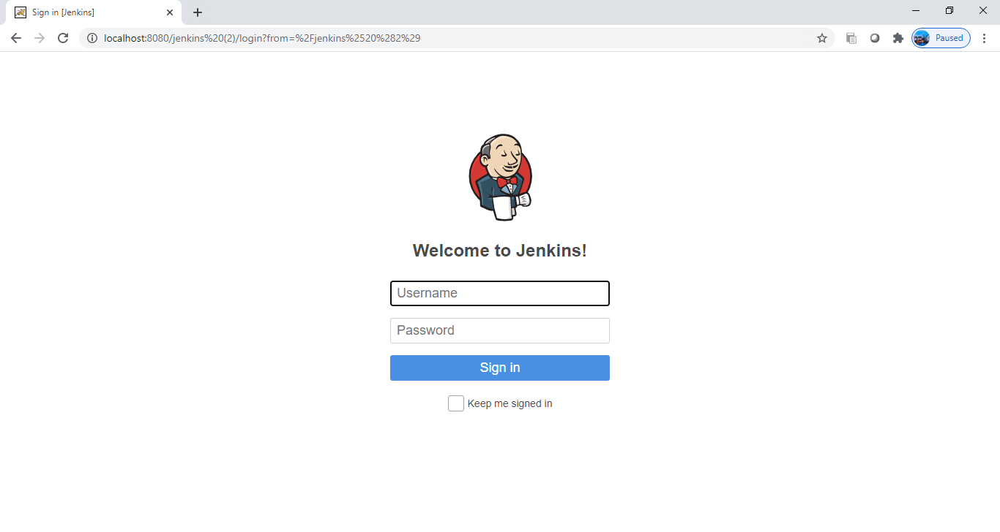 Sign in [Jenkins]
localhost:8080/jenkins%20(2)/login?from=%2Fjenkins%2520%282%29
Paused
Welcome to Jenkins!
Username
Password
Sign in
Keep me signed in